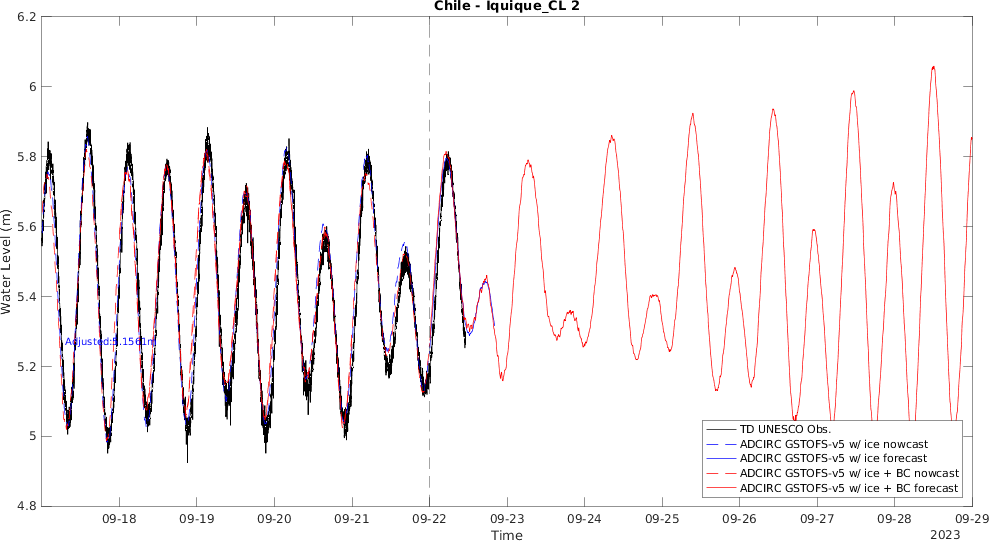 Chile - Iquique_CL 2
6.2
6
5.8
5.6
5.4
5.2
5
4.8
Water Level (m)
Adjusted:5.1561m
TD UNESCO Obs.
ADCIRC GSTOFS-v5 w/ ice nowcast
ADCIRC GSTOFS-v5 w/ ice forecast
ADCIRC GSTOFS-v5 w/ ice + BC nowcast
ADCIRC GSTOFS-v5 w/ ice + BC forecast
09-18 09-19 09-20 09-21 09-22 09-23 09-24 09-25 09-26 09-27 09-28 09-29
Time
2023